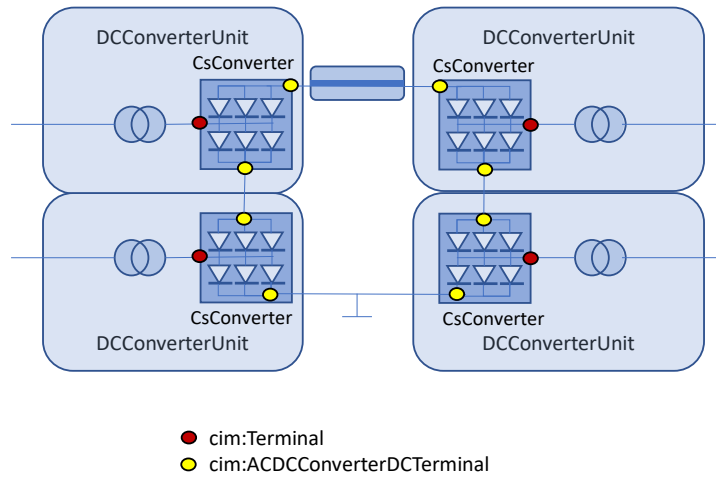 DCConverterUnit
DCConverterUnit
CsConverter
CsConverter
CsConverter
CsConverter
DCConverterUnit
DCConverterUnit
cim:Terminal
cim:ACDCConverterDCTerminal